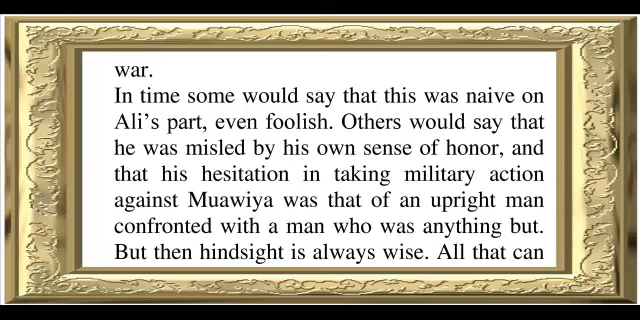 war.
In time some would say that this was naive on
Ali’s part, even foolish. Others would say that
he was misled by his own sense of honor, and
that his hesitation in taking military action
against Muawiya was that of an upright man
confronted with a man who was anything but.
But then hindsight is always wise. All that can